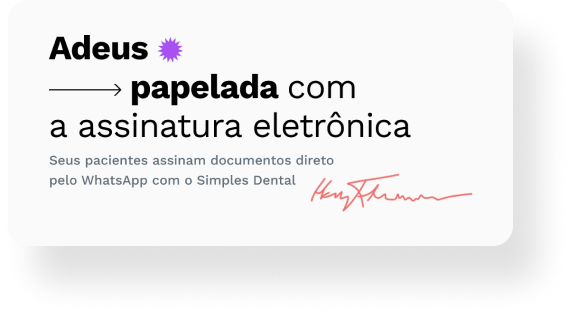 Adeus
papelada com
a assinatura eletrônica
Seus pacientes assinam documentos direto
pelo WhatsApp com o Simples Dental